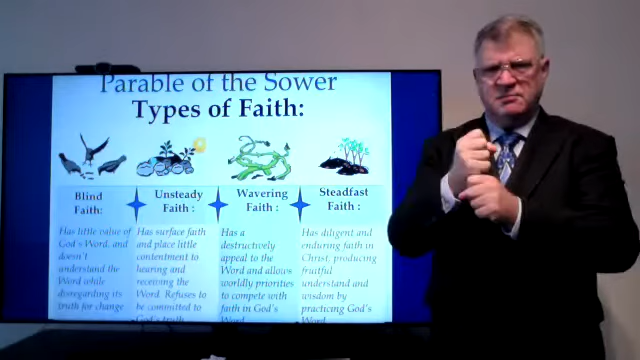 Parable of the Sower
Types of Faith:
Blind
Faith:
Has little value of
God's Word, and
doesn't
understand the
Word while
disregarding its
truth for change
Unsteady
Faith :
Has surface faith
and place little
contentment to
hearing and
receiving the
Word. Refuses to
be committed to
God's truth
Wavering
Faith :
Has a
destructively
appeal to the
Word and allows
worldly priorities
to compete with
faith in God's
Word
Steadfast
Faith :
Has diligent and
enduring faith in
Christ, producing
fruitful
understand and
wisdom by
practicing God's
Word